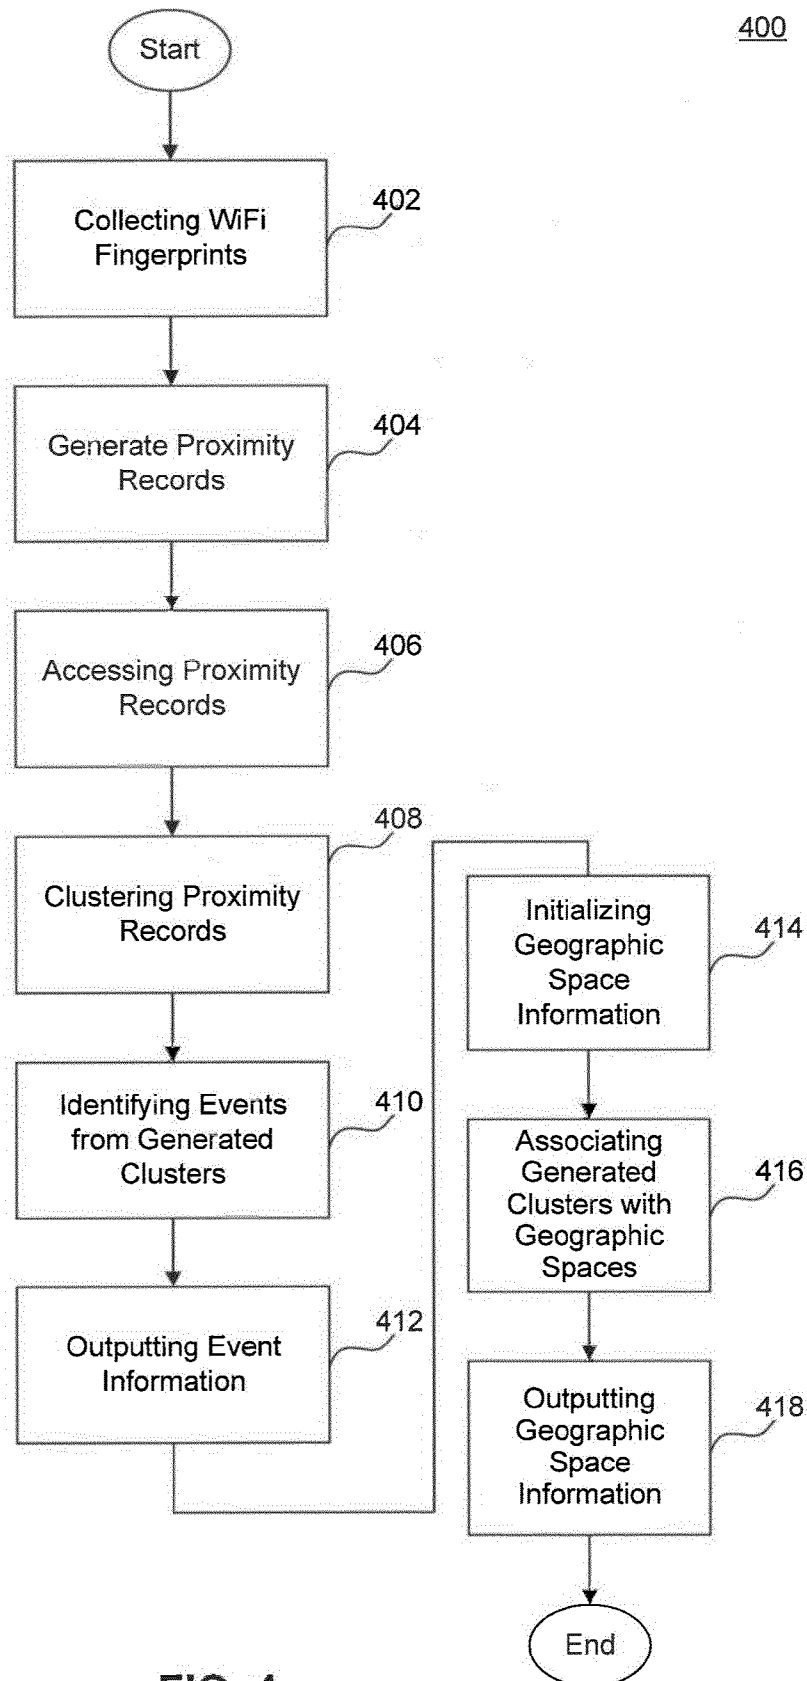 400
Start
Collecting WiFi
Fingerprints
402
Generate Proximity
Records
404
Accessing Proximity
Records
406
Clustering Proximity
Records
408
Identifying Events
from Generated
Clusters
410
Outputting Event
Information
412
Initializing
Geographic
Space
Information
414
Associating
Generated
Clusters with
Geographic
Spaces
416
Outputting
Geographic
Space
Information
418
End